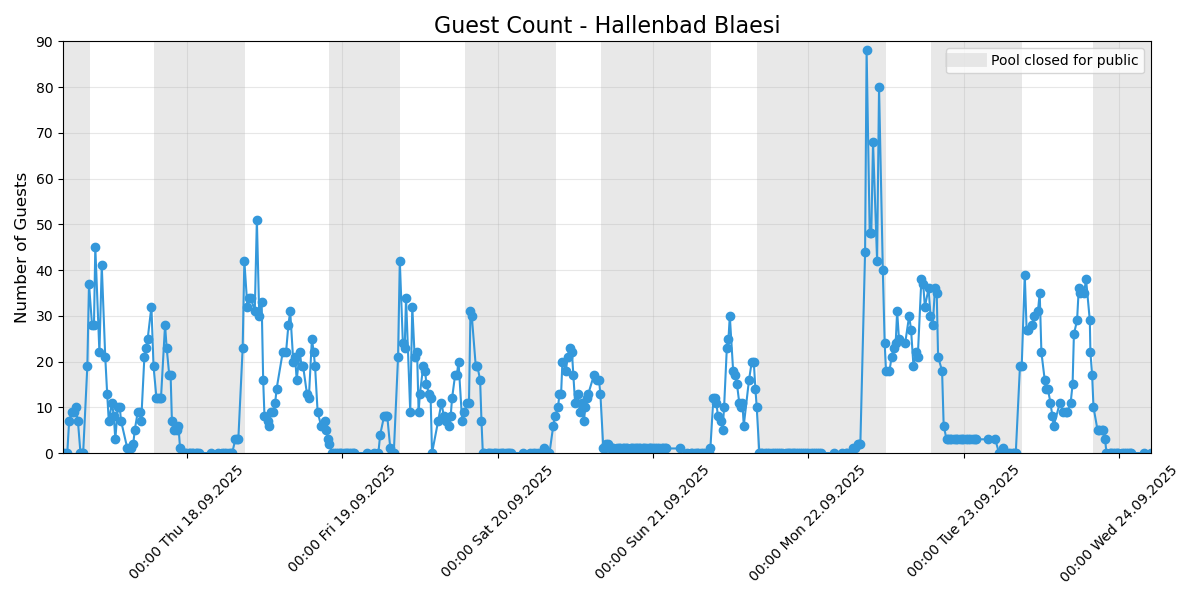 Guest Count - Hallenbad Blaesi
Pool closed for public
Number of Guests
90
80
70
60
50
40
30
20
10
0
00:00 Thu 18.09.2025
00:00 Fri 19.09.2025
00:00 Sat 20.09.2025
00:00 Sun 21.09.2025
00:00 Mon 22.09.2025
00:00 Tue 23.09.2025
00:00 Wed 24.09.2025